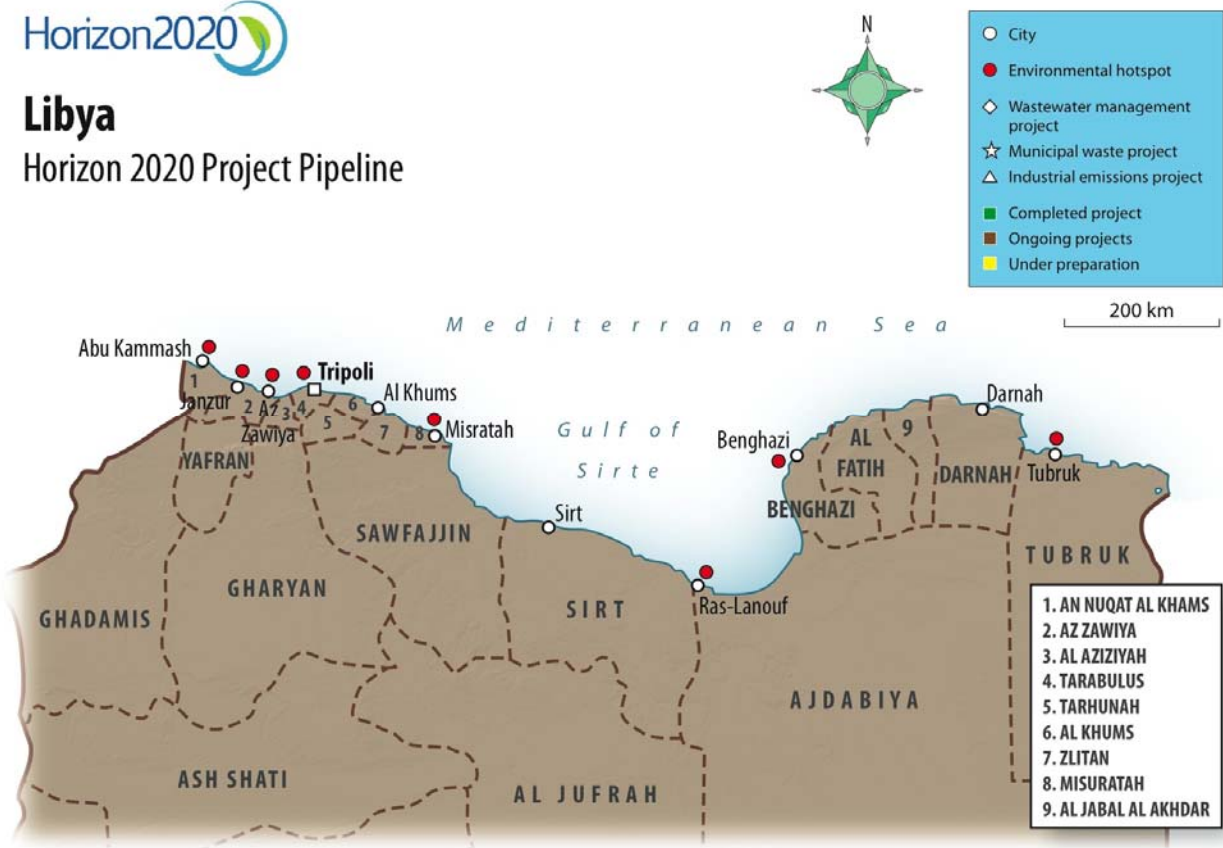 Horizon2020
Libya
Horizon 2020 Project Pipeline
N
City
Environmental hotspot
Wastewater management
project
Municipal waste project
Industrial emissions project
Completed project
Ongoing projects
Under preparation
200 km
Mediterranean Sea
Abu Kammash
Tripoli
Janzur
Az
Zawiya
Al Khums
Misratah
Gulf of
Sirte
Benghazi
Darnah
Tubruk
Sirt
Ras-Lanouf
1
2
3
4
5
6
7
8
9
YAFRAN
AL
FATIH
DARNAH
BENGHAZI
SAWFAJJIN
TUBRUK
GHARYAN
SIRT
GHADAMIS
AJDABIYA
ASH SHATI
AL JUFRAH
1. AN NUQAT AL KHAMS
2. AZ ZAWIYA
3. AL AZIZIYAH
4. TARABULUS
5. TARHUNAH
6. AL KHUMS
7. ZLITAN
8. MISURATAH
9. AL JABAL AL AKHDAR